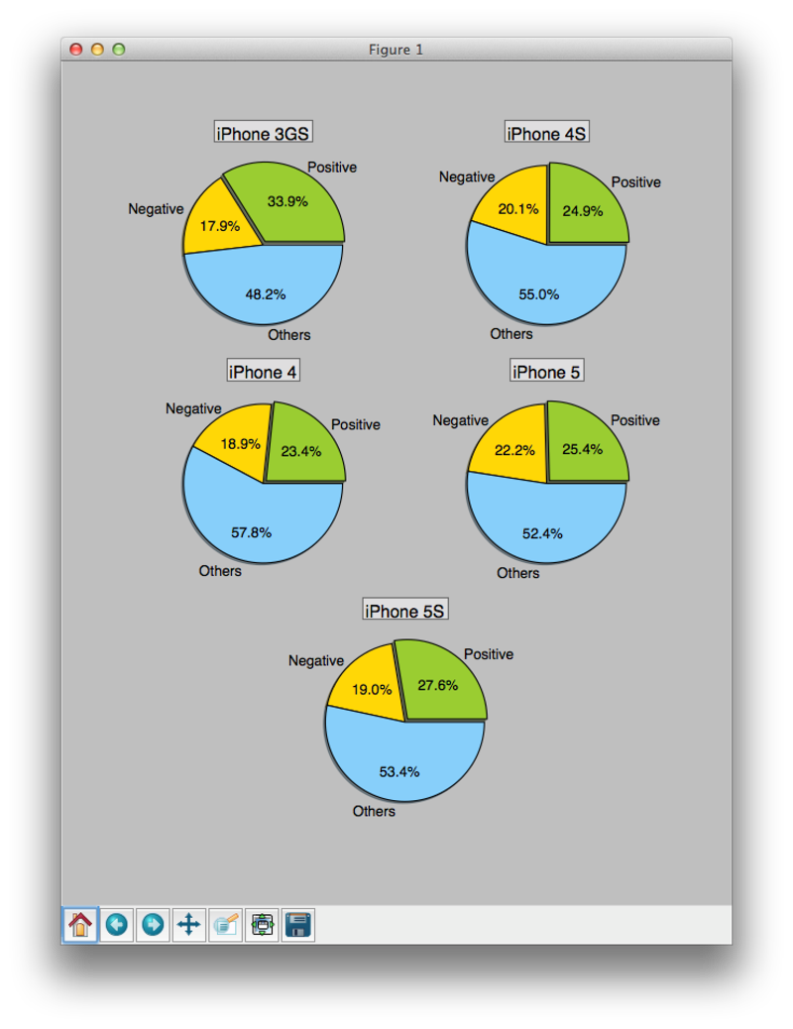 Figure 1
iPhone 3GS
Positive
33.9%
Negative
17.9%
48.2%
Others
iPhone 4S
Negative
Positive
20.1%
24.9%
55.0%
Others
iPhone 4
Negative
Positive
18.9%
23.4%
57.8%
Others
iPhone 5
Negative
Positive
22.2%
25.4%
52.4%
Others
iPhone 5S
Negative
Positive
19.0%
27.6%
53.4%
Others